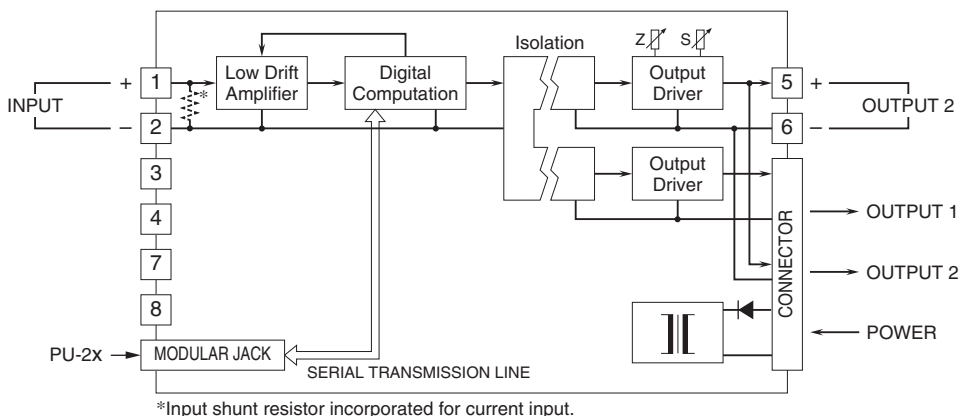 Isolation
Z
S
INPUT
+
1
*
Low Drift
Amplifier
Digital
Computation
Output
Driver
5
+
OUTPUT 2
−
2
6
−
3
4
7
8
Output
Driver
CONNECTOR
OUTPUT 1
OUTPUT 2
POWER
PU-2x
MODULAR JACK
SERIAL TRANSMISSION LINE
*Input shunt resistor incorporated for current input.